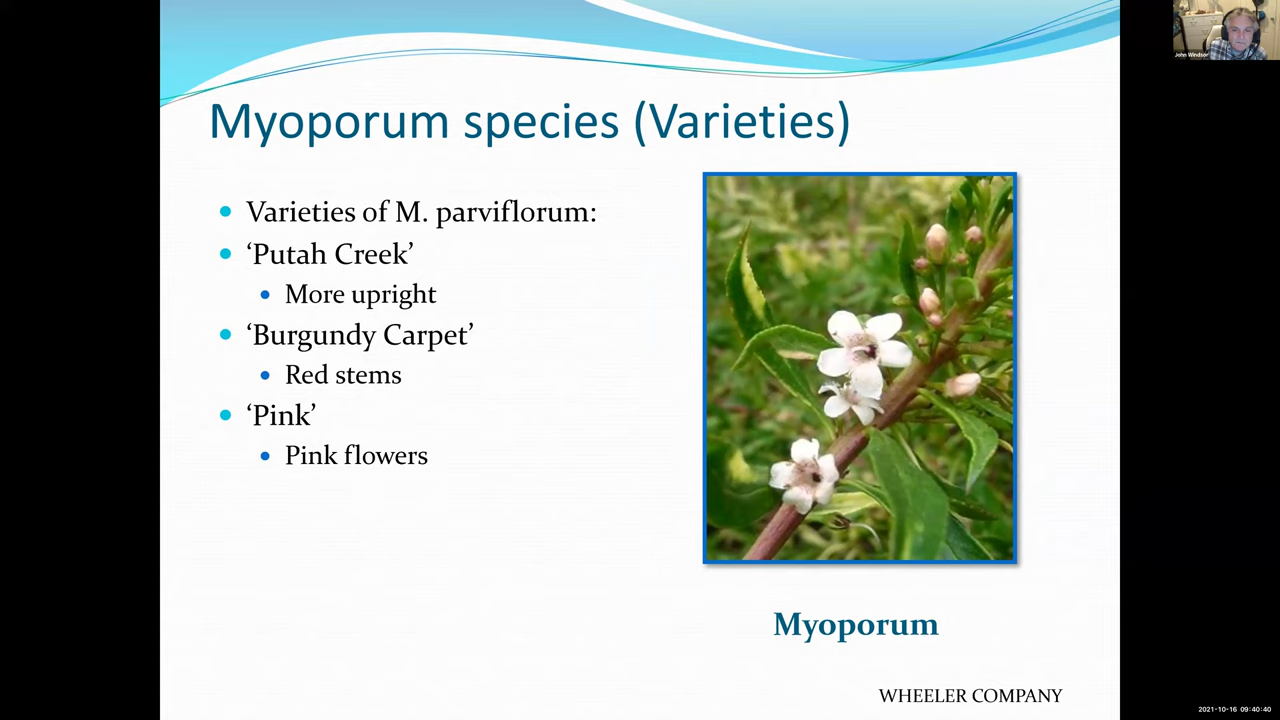 John Windsor
Myoporum species (Varieties)
• Varieties of M. parviflorum:
• ‘Putah Creek’
• More upright
• ‘Burgundy Carpet’
• Red stems
• ‘Pink’
• Pink flowers
Myoporum
WHEELER COMPANY
2021-10-16 09:40:40